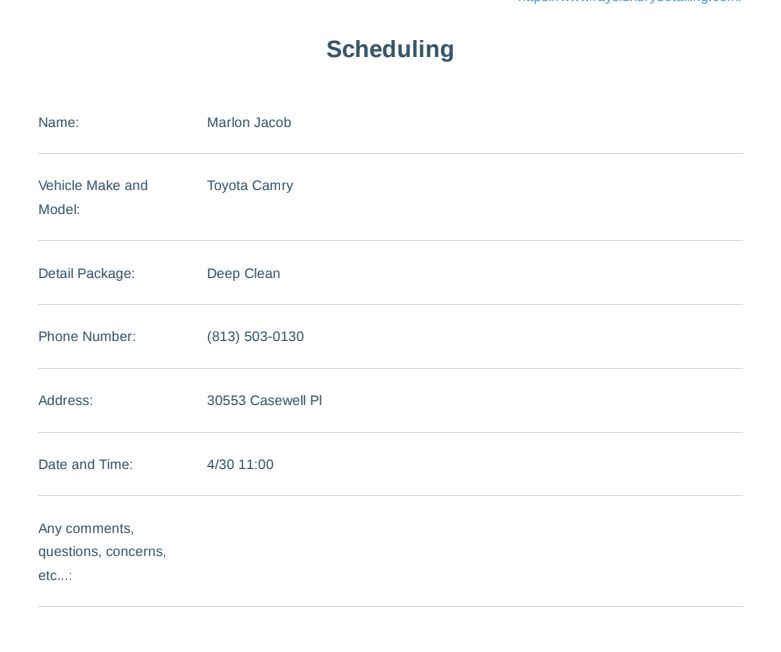 Scheduling
Name: Marlon Jacob
Vehicle Make and Toyota Camry
Model:
Detail Package: Deep Clean
Phone Number: (813) 503-0130
Address: 30553 Casewell Pl
Date and Time: 4/30 11:00
Any comments,
questions, concerns,
etc...: